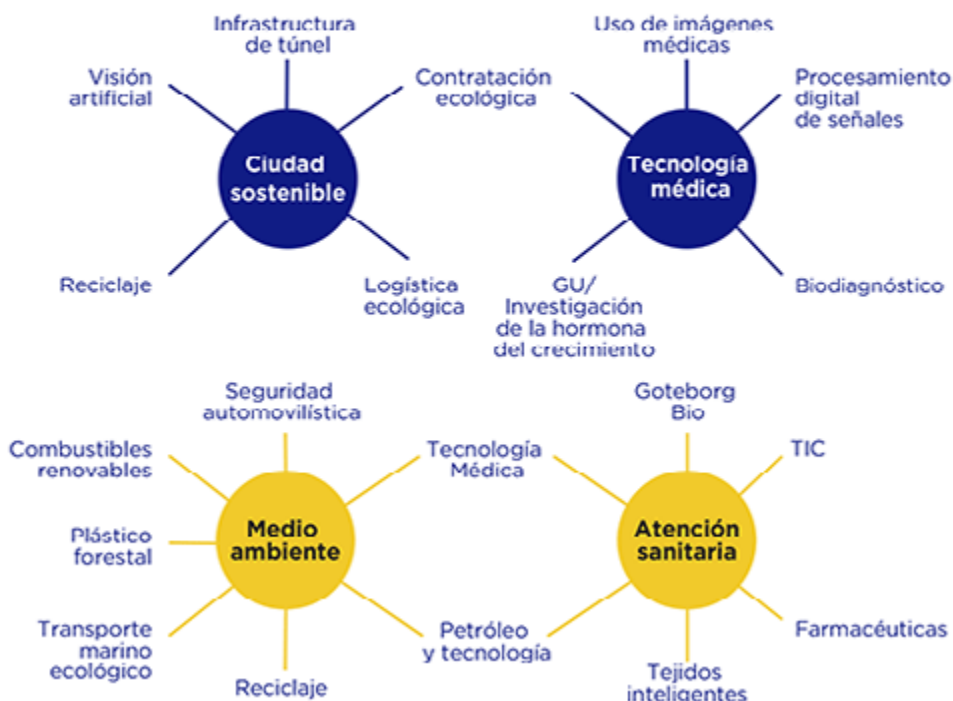 Infrastructura
de túnel
Visión
artificial
Contratación
ecológica
Uso de imágenes
médicas
Procesamiento
digital
de señales
Ciudad
sostenible
Tecnología
médica
Reciclaje
Logística
ecológica
GU/
Investigación
de la hormona
del crecimiento
Biodiagnóstico
Seguridad
automovilística
Goteborg
Bio
Combustibles
renovables
Tecnología
Médica
TIC
Plástico
forestal
Medio
ambiente
Atención
sanitaria
Transporte
marino
ecológico
Petróleo
y tecnología
Farmacéuticas
Reciclaje
Tejidos
inteligentes